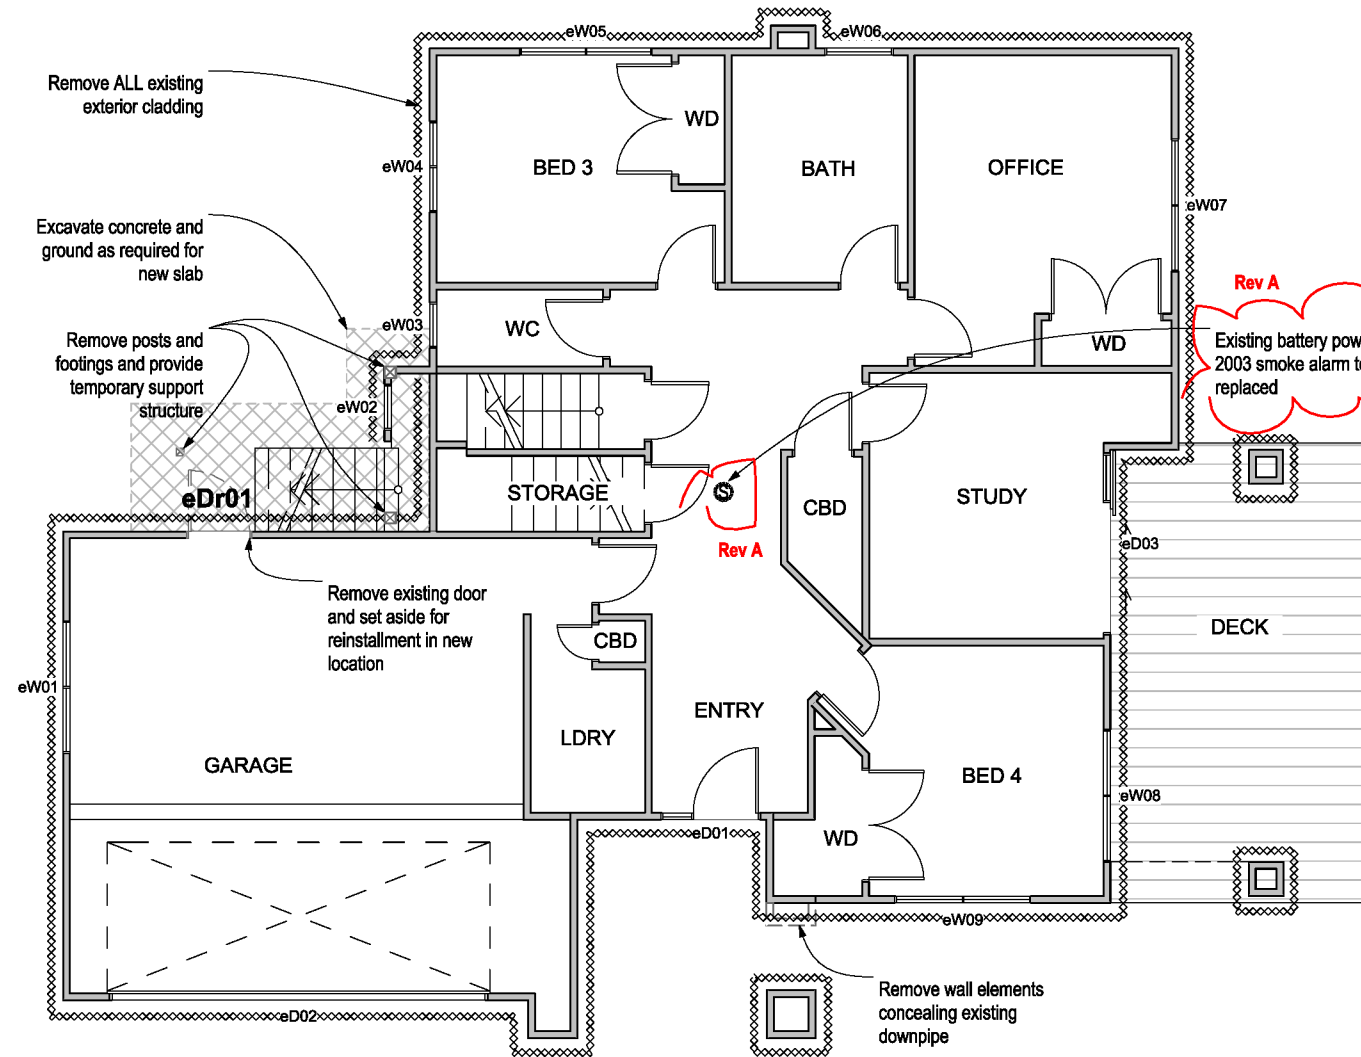 eW05
eW06
Remove ALL existing
exterior cladding
WD
eW04
BED 3
BATH
OFFICE
eW07
Excavate concrete and
ground as required for
new slab
Rev A
eW03
WC
WD
Existing battery pow
2003 smoke alarm to
replaced
Remove posts and
footings and provide
temporary support
structure
eW02
eDr01
STORAGE
S
CBD
STUDY
Rev A
eD03
Remove existing door
and set aside for
reinstallment in new
location
CBD
DECK
eW01
ENTRY
LDRY
GARAGE
BED 4
eW08
WD
eD01
eW09
Remove wall elements
concealing existing
downpipe
eD02